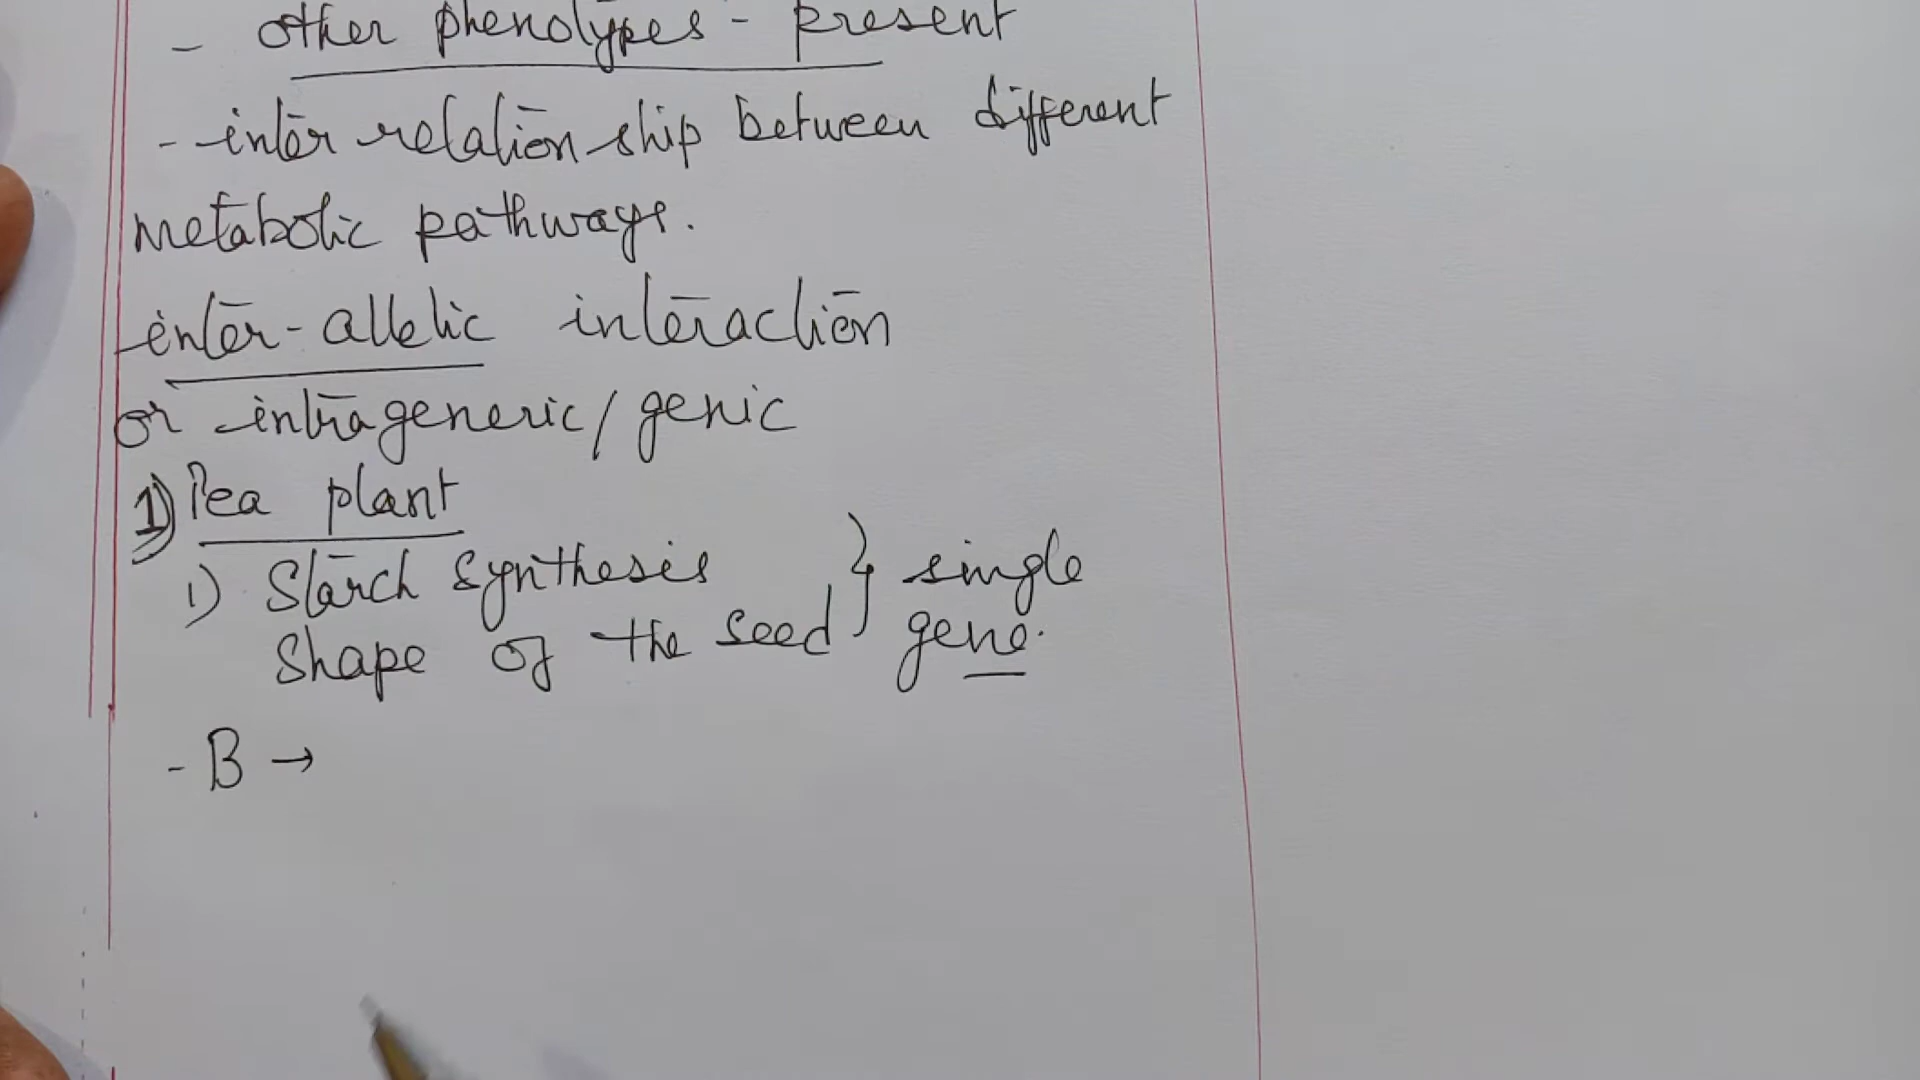 - other phenotypes - present
- inter relation ship between different
metabolic pathways.
inter-allelic interaction
or intrageneric/genic
1) Pea plant
1) Starch synthesis } single
shape of the seed gene.
- B →